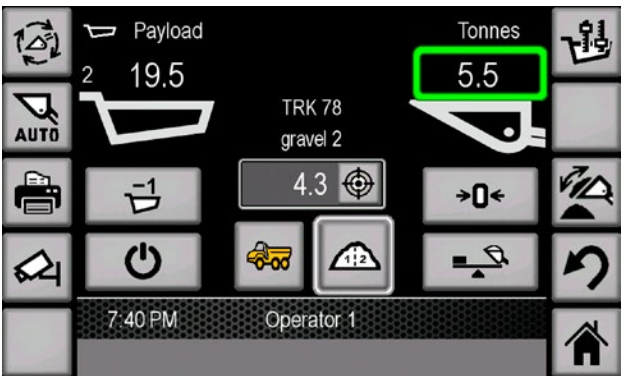 Payload
Tonnes
2 19.5
5.5
AUTO
TRK 78
gravel 2
-1
4.3
→0←
1 2
7:40 PM Operator 1